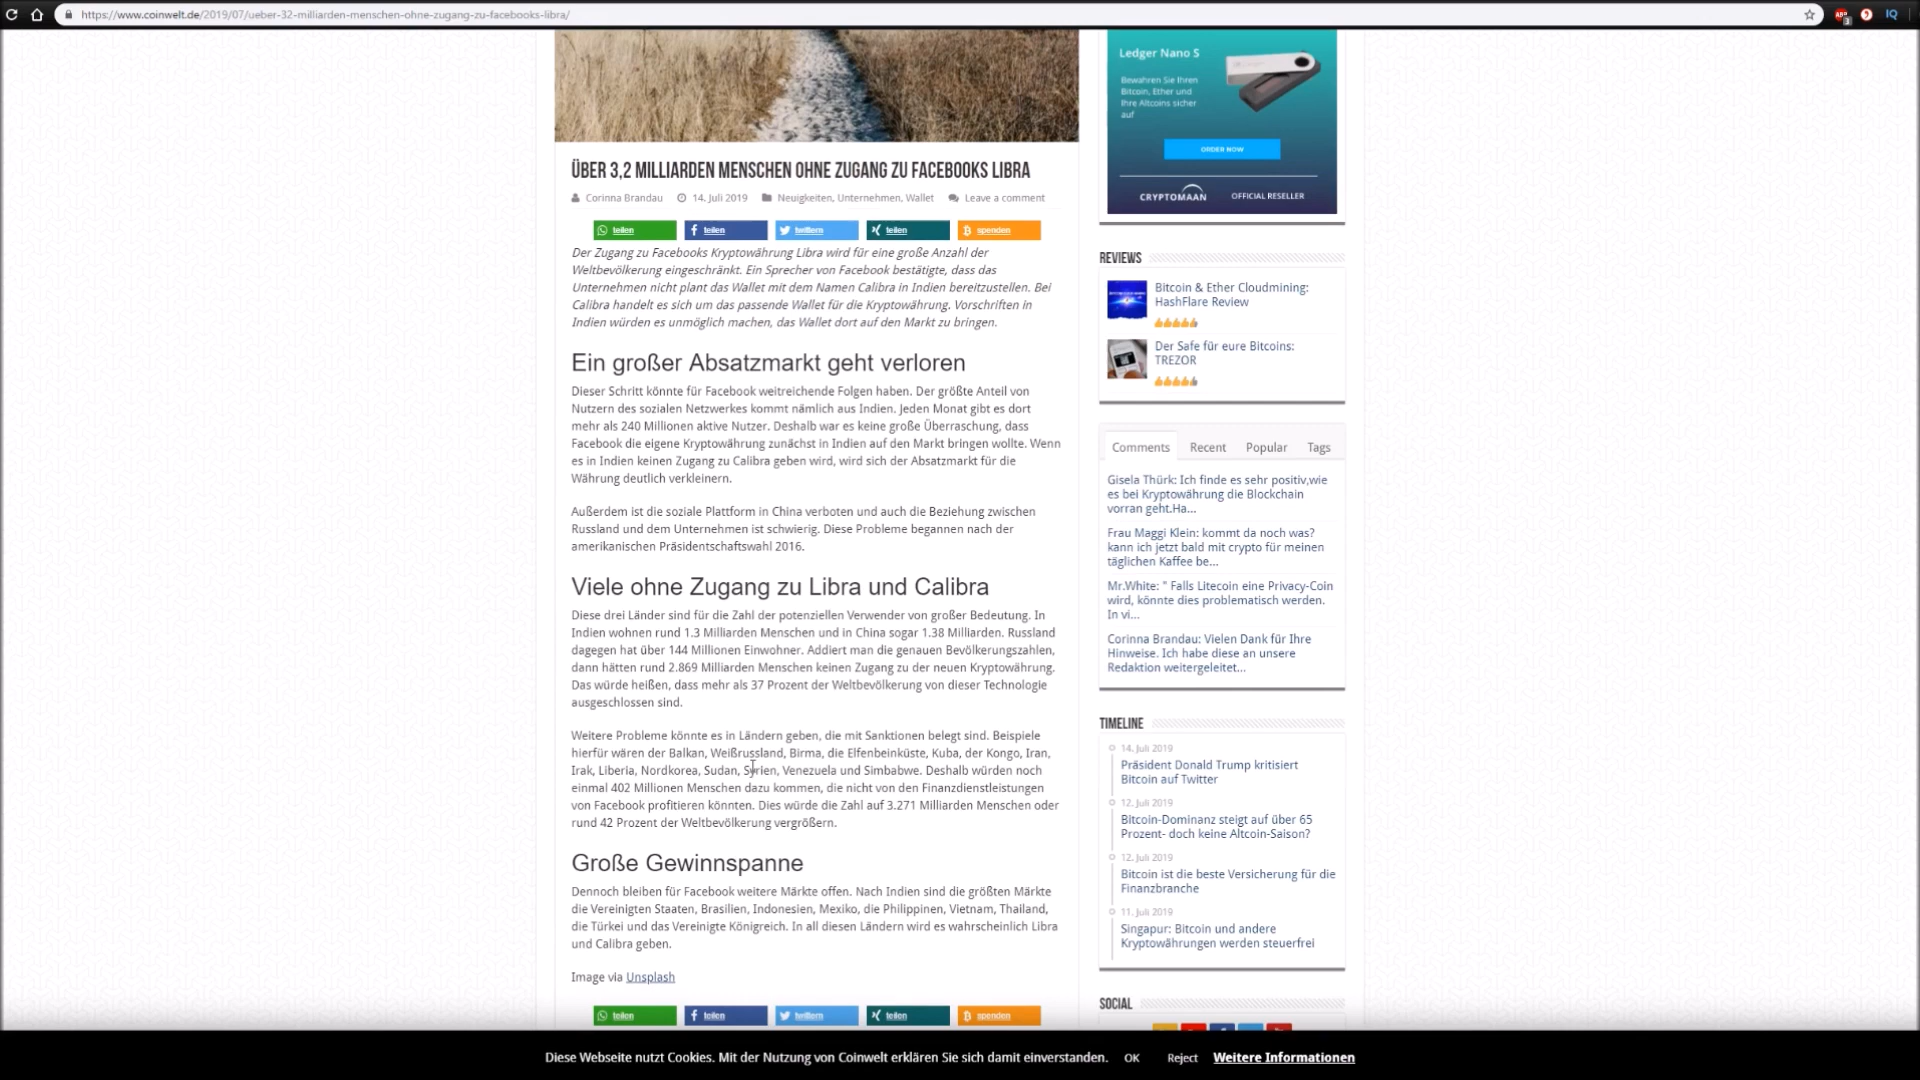 https://www.coinwelt.de/2019/07/ueber-32-milliarden-menschen-ohne-zugang-zu-facebooks-libra/
ÜBER 3,2 MILLIARDEN MENSCHEN OHNE ZUGANG ZU FACEBOOKS LIBRA
Corinna Brandau 14. Juli 2019 Neuigkeiten, Unternehmen, Wallet Leave a comment
teilen teilen twittern teilen spenden
Der Zugang zu Facebooks Kryptowährung Libra wird für eine große Anzahl der
Weltbevölkerung eingeschränkt. Ein Sprecher von Facebook bestätigte, dass das
Unternehmen nicht plant das Wallet mit dem Namen Calibra in Indien bereitzustellen. Bei
Calibra handelt es sich um das passende Wallet für die Kryptowährung. Vorschriften in
Indien würden es unmöglich machen, das Wallet dort auf den Markt zu bringen.
Ein großer Absatzmarkt geht verloren
Dieser Schritt könnte für Facebook weitreichende Folgen haben. Der größte Anteil von
Nutzern des sozialen Netzwerkes kommt nämlich aus Indien. Jeden Monat gibt es dort
mehr als 240 Millionen aktive Nutzer. Deshalb war es keine große Überraschung, dass
Facebook die eigene Kryptowährung zunächst in Indien auf den Markt bringen wollte. Wenn
es in Indien keinen Zugang zu Calibra geben wird, wird sich der Absatzmarkt für die
Währung deutlich verkleinern.
Außerdem ist die soziale Plattform in China verboten und auch die Beziehung zwischen
Russland und dem Unternehmen ist schwierig. Diese Probleme begannen nach der
amerikanischen Präsidentschaftswahl 2016.
Viele ohne Zugang zu Libra und Calibra
Diese drei Länder sind für die Zahl der potenziellen Verwender von großer Bedeutung. In
Indien wohnen rund 1.3 Milliarden Menschen und in China sogar 1.38 Milliarden. Russland
dagegen hat über 144 Millionen Einwohner. Addiert man die genauen Bevölkerungszahlen,
dann hätten rund 2.869 Milliarden Menschen keinen Zugang zu der neuen Kryptowährung.
Das würde heißen, dass mehr als 37 Prozent der Weltbevölkerung von dieser Technologie
ausgeschlossen sind.
Weitere Probleme könnte es in Ländern geben, die mit Sanktionen belegt sind. Beispiele
hierfür wären der Balkan, Weißrussland, Birma, die Elfenbeinküste, Kuba, der Kongo, Iran,
Irak, Liberia, Nordkorea, Sudan, Syrien, Venezuela und Simbabwe. Deshalb würden noch
einmal 402 Millionen Menschen dazu kommen, die nicht von den Finanzdienstleistungen
von Facebook profitieren könnten. Dies würde die Zahl auf 3.271 Milliarden Menschen oder
rund 42 Prozent der Weltbevölkerung vergrößern.
Große Gewinnspanne
Dennoch bleiben für Facebook weitere Märkte offen. Nach Indien sind die größten Märkte
die Vereinigten Staaten, Brasilien, Indonesien, Mexiko, die Philippinen, Vietnam, Thailand,
die Türkei und das Vereinigte Königreich. In all diesen Ländern wird es wahrscheinlich Libra
und Calibra geben.
Image via Unsplash
teilen teilen twittern teilen spenden
Ledger Nano S
Bewahren Sie Ihren
Bitcoin, Ether und
Ihre Altcoins sicher
auf
ORDER NOW
CRYPTOMAAN OFFICIAL RESELLER
REVIEWS
Bitcoin & Ether Cloudmining:
HashFlare Review
Der Safe für eure Bitcoins:
TREZOR
Comments Recent Popular Tags
Gisela Thürk: Ich finde es sehr positiv,wie
es bei Kryptowährung die Blockchain
vorran geht.Ha...
Frau Maggi Klein: kommt da noch was?
kann ich jetzt bald mit crypto für meinen
täglichen Kaffee be...
Mr.White: " Falls Litecoin eine Privacy-Coin
wird, könnte dies problematisch werden.
In vi...
Corinna Brandau: Vielen Dank für Ihre
Hinweise. Ich habe diese an unsere
Redaktion weitergeleitet...
TIMELINE
14. Juli 2019
Präsident Donald Trump kritisiert
Bitcoin auf Twitter
12. Juli 2019
Bitcoin-Dominanz steigt auf über 65
Prozent- doch keine Altcoin-Saison?
12. Juli 2019
Bitcoin ist die beste Versicherung für die
Finanzbranche
11. Juli 2019
Singapur: Bitcoin und andere
Kryptowährungen werden steuerfrei
SOCIAL
Diese Webseite nutzt Cookies. Mit der Nutzung von Coinwelt erklären Sie sich damit einverstanden. OK Reject Weitere Informationen